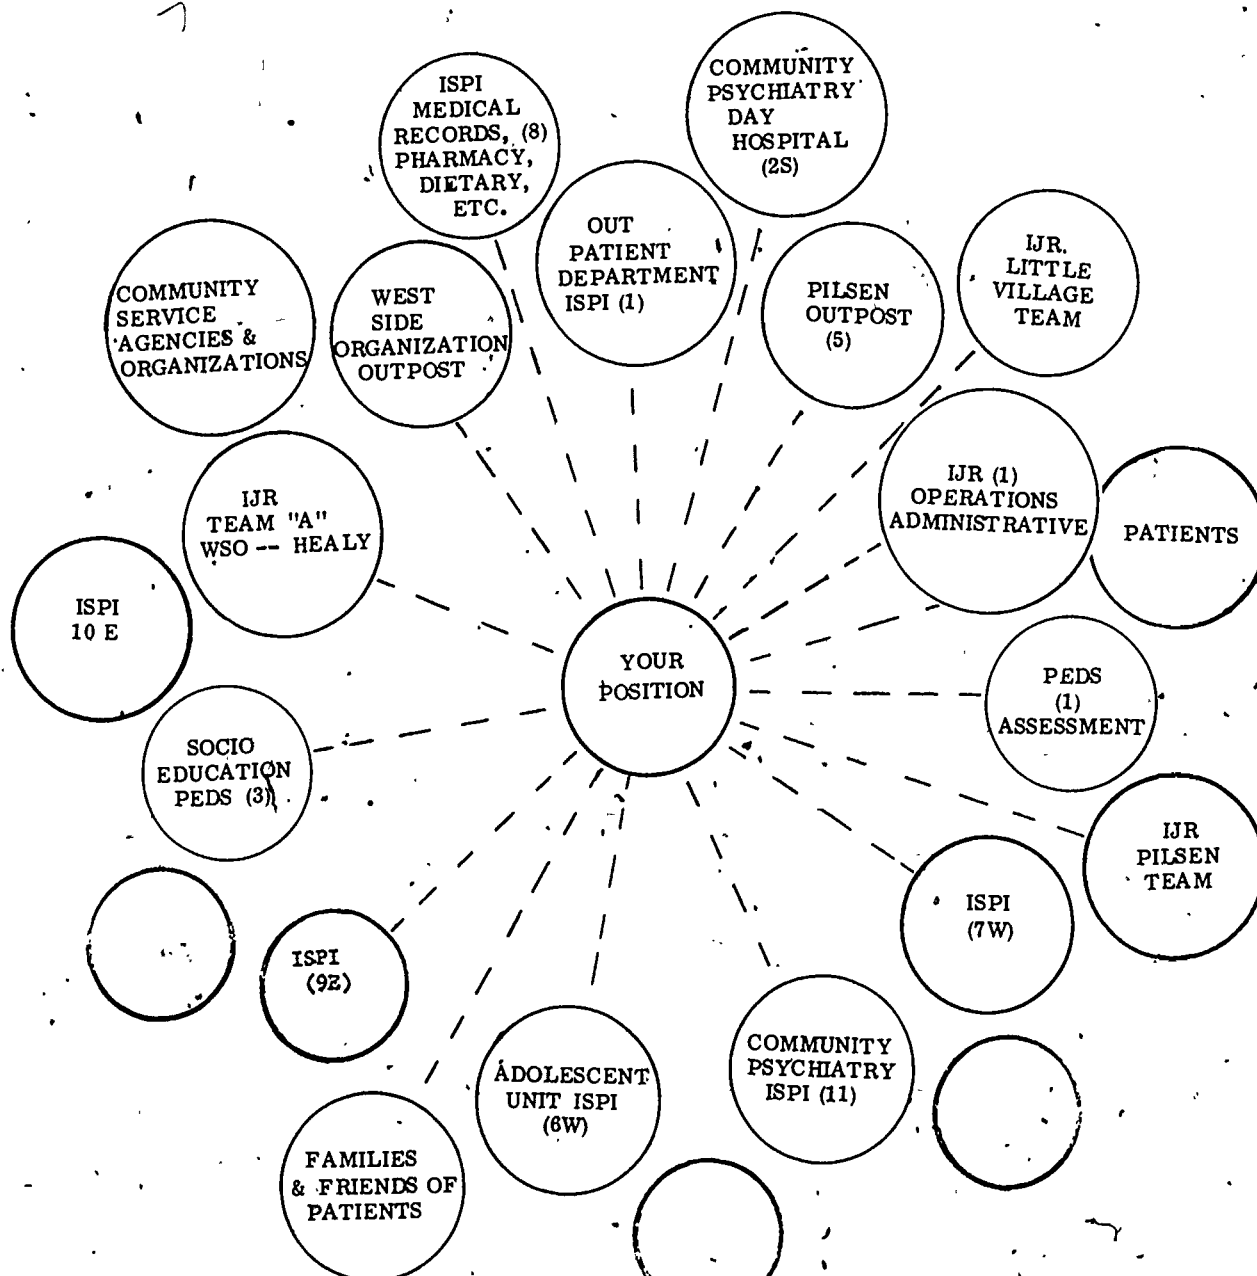 ISPI
MEDICAL
RECORDS, (8)
PHARMACY,
DIETARY,
ETC.
COMMUNITY
PSYCHIATRY
DAY
HOSPITAL
(2S)
OUT
PATIENT
DEPARTMENT
ISPI (1)
IJR.
LITTLE
VILLAGE
TEAM
COMMUNITY
SERVICE
AGENCIES &
ORGANIZATIONS
WEST
SIDE
ORGANIZATION
OUTPOST
PILSEN
OUTPOST
(5)
IJR
TEAM "A"
WSO -- HEALY
IJR (1)
OPERATIONS
ADMINISTRATIVE
PATIENTS
ISPI
10 E
YOUR
POSITION
PEDS
(1)
ASSESSMENT
SOCIO
EDUCATION
PEDS (3)
IJR
PILSEN
TEAM
ISPI
(7W)
ISPI
(9E)
COMMUNITY
PSYCHIATRY
ISPI (11)
ADOLESCENT
UNIT ISPI
(6W)
FAMILIES
& FRIENDS OF
PATIENTS